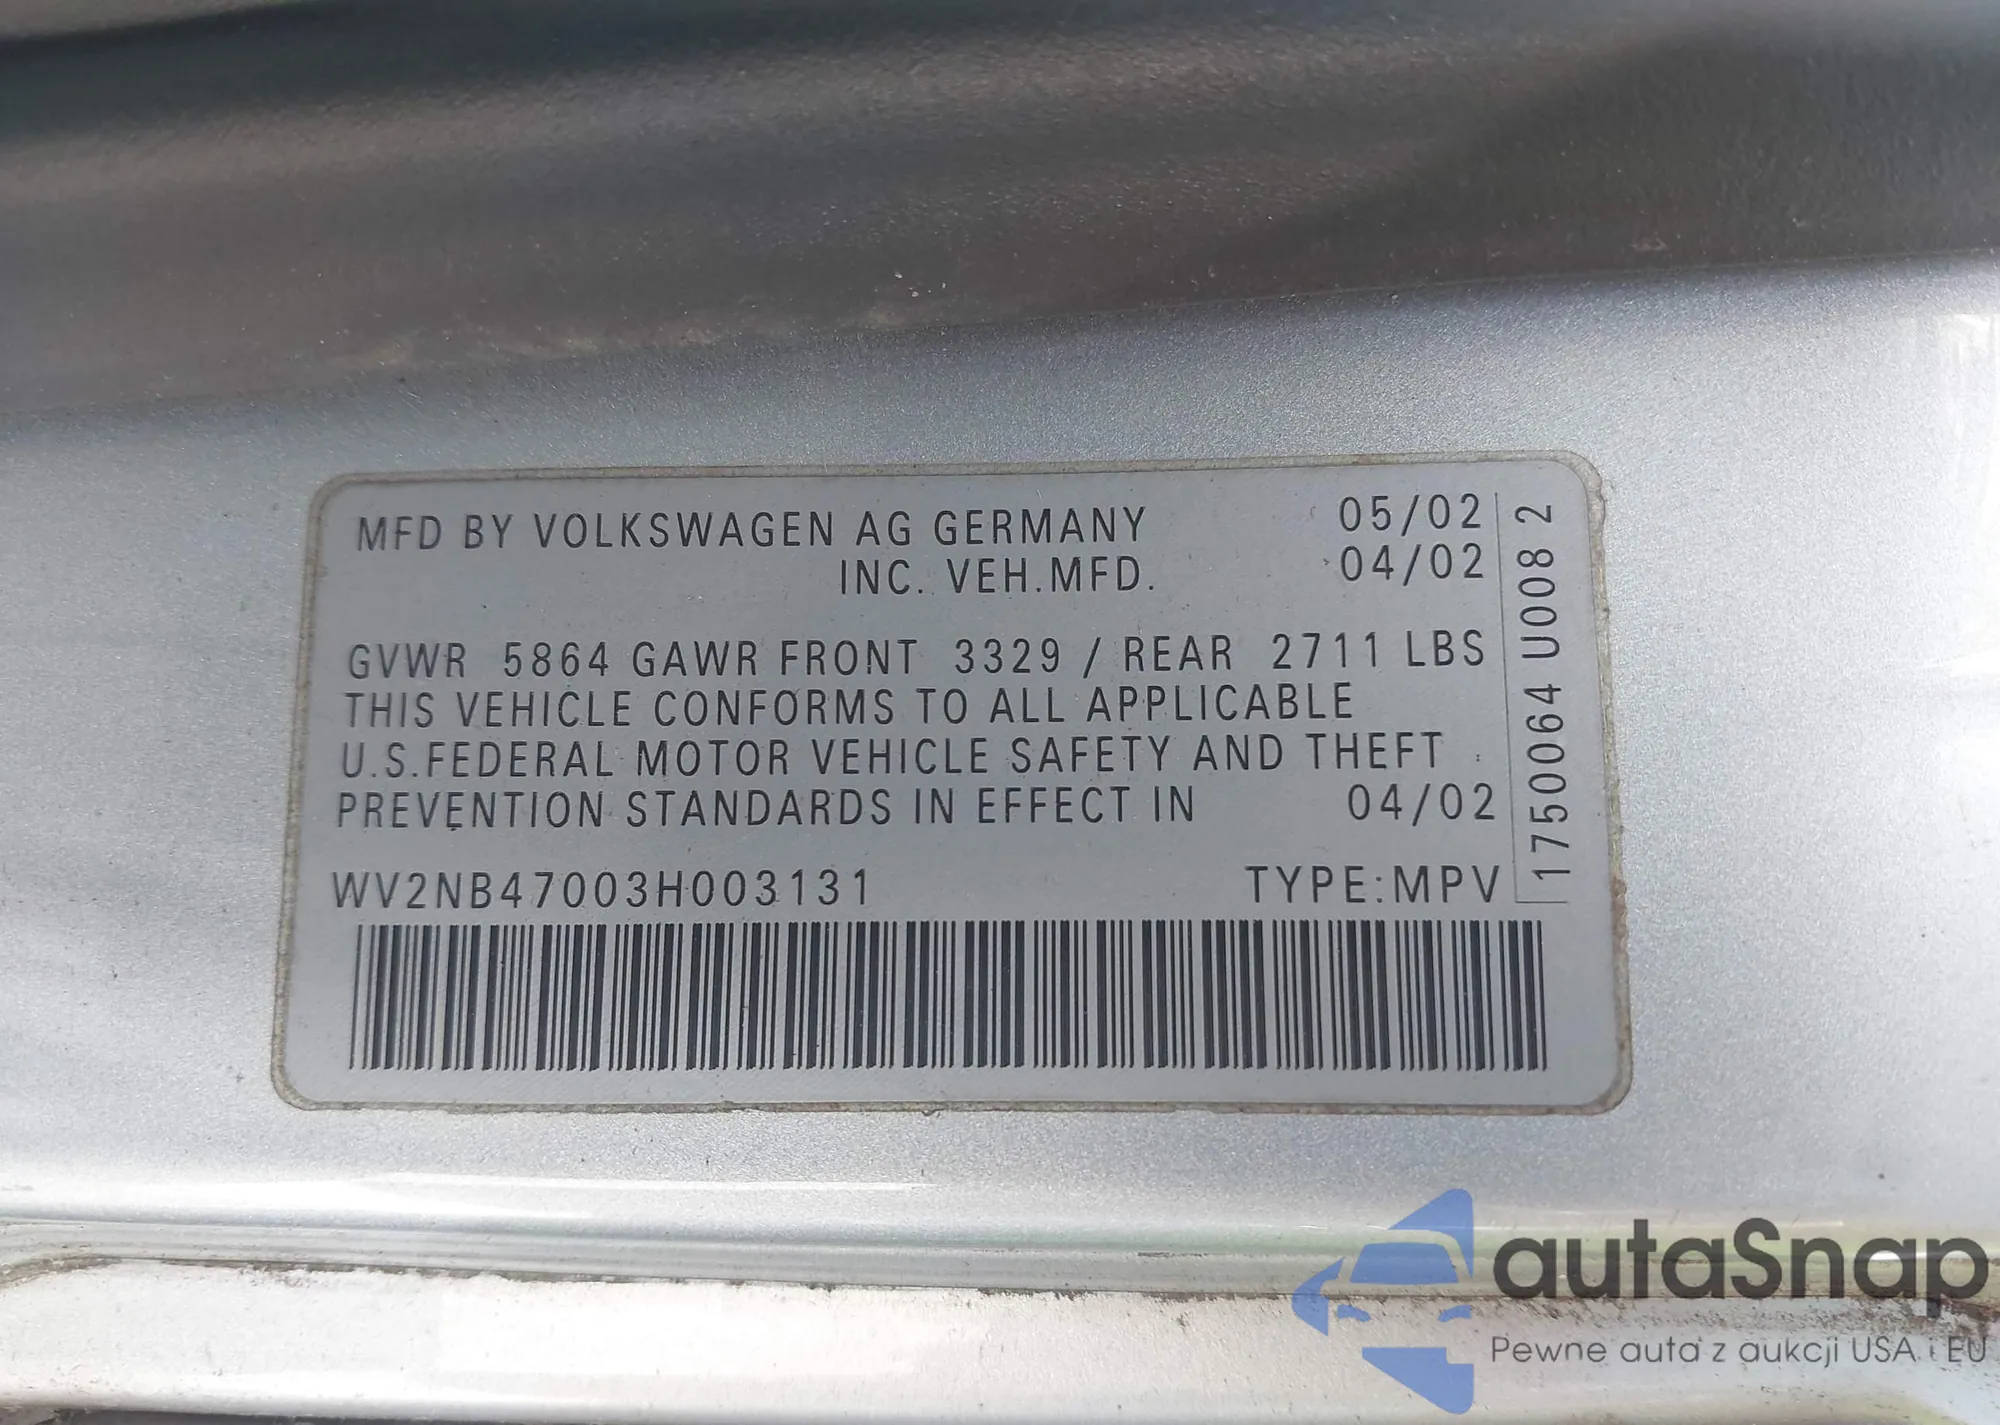 MFD BY VOLKSWAGEN AG GERMANY 05/02
INC. VEH.MFD. 04/02
GVWR 5864 GAWR FRONT 3329 / REAR 2711 LBS
THIS VEHICLE CONFORMS TO ALL APPLICABLE
U.S.FEDERAL MOTOR VEHICLE SAFETY AND THEFT
PREVENTION STANDARDS IN EFFECT IN 04/02
WV2NB47003H003131 TYPE:MPV
1750064 U008 2
autaSnap
Pewne auta z aukcji USA i EU